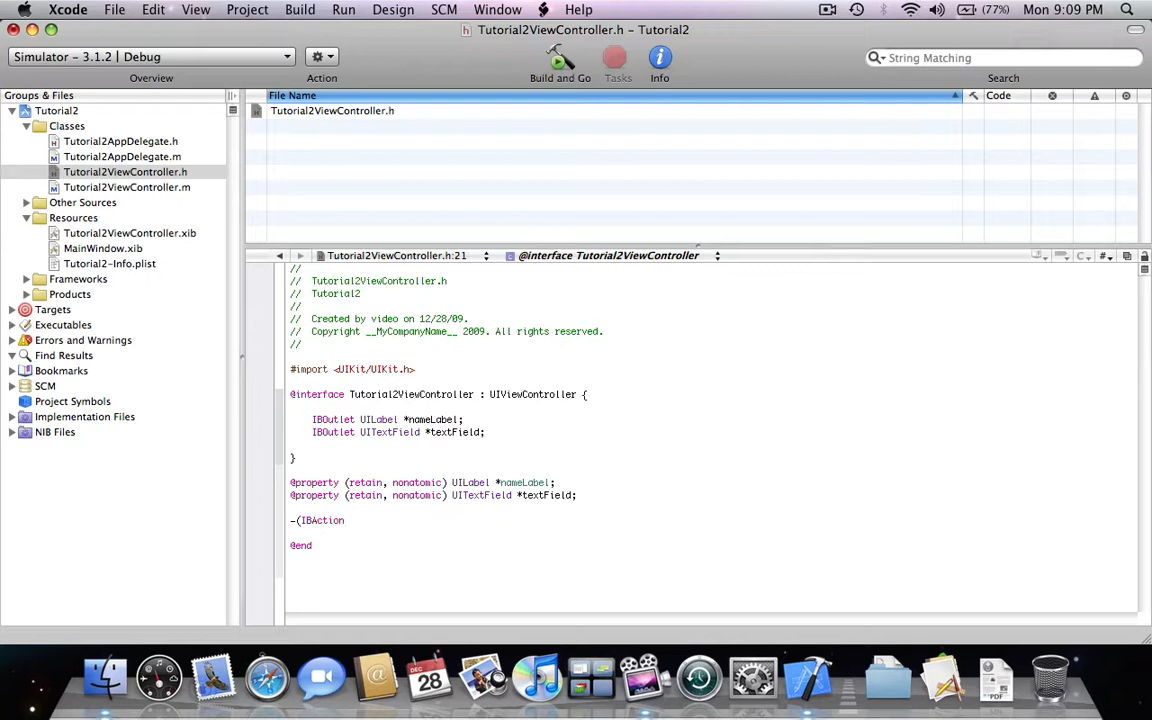 Xcode File Edit View Project Build Run Design SCM Window Help (77%) Mon 9:09 PM
Tutorial2ViewController.h – Tutorial2
Simulator - 3.1.2 | Debug
String Matching
Overview Action Build and Go Tasks Info Search
Groups & Files
Tutorial2
Classes
Tutorial2AppDelegate.h
Tutorial2AppDelegate.m
Tutorial2ViewController.h
Tutorial2ViewController.m
Other Sources
Resources
Tutorial2ViewController.xib
MainWindow.xib
Tutorial2-Info.plist
Frameworks
Products
Targets
Executables
Errors and Warnings
Find Results
Bookmarks
SCM
Project Symbols
Implementation Files
NIB Files
File Name Code
Tutorial2ViewController.h
Tutorial2ViewController.h:21 @interface Tutorial2ViewController
//
// Tutorial2ViewController.h
// Tutorial2
//
// Created by video on 12/28/09.
// Copyright __MyCompanyName__ 2009. All rights reserved.
//
#import <UIKit/UIKit.h>
@interface Tutorial2ViewController : UIViewController {
IBOutlet UILabel *nameLabel;
IBOutlet UITextField *textField;
}
@property (retain, nonatomic) UILabel *nameLabel;
@property (retain, nonatomic) UITextField *textField;
-(IBAction
@end
DEC
28
PDF